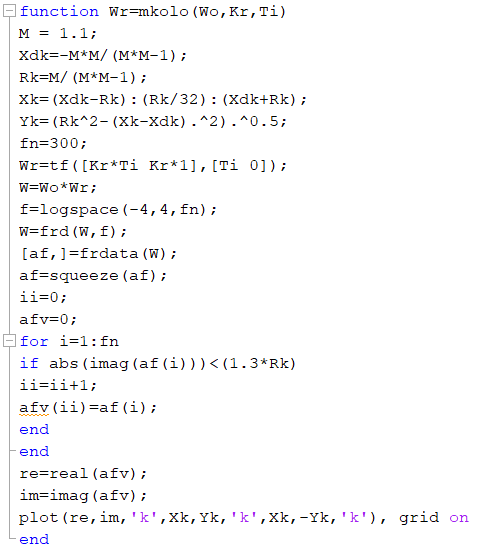 function Wr=mkolo(Wo,Kr,Ti)
M = 1.1;
Xdk=-M*M/(M*M-1);
Rk=M/(M*M-1);
Xk=(Xdk-Rk):(Rk/32):(Xdk+Rk);
Yk=(Rk^2-(Xk-Xdk).^2).^0.5;
fn=300;
Wr=tf([Kr*Ti Kr*1],[Ti 0]);
W=Wo*Wr;
f=logspace(-4,4,fn);
W=frd(W,f);
[af,]=frdata(W);
af=squeeze(af);
ii=0;
afv=0;
for i=1:fn
if abs(imag(af(i)))<(1.3*Rk)
ii=ii+1;
afv(ii)=af(i);
end
end
re=real(afv);
im=imag(afv);
plot(re,im,'k',Xk,Yk,'k',Xk,-Yk,'k'), grid on
end